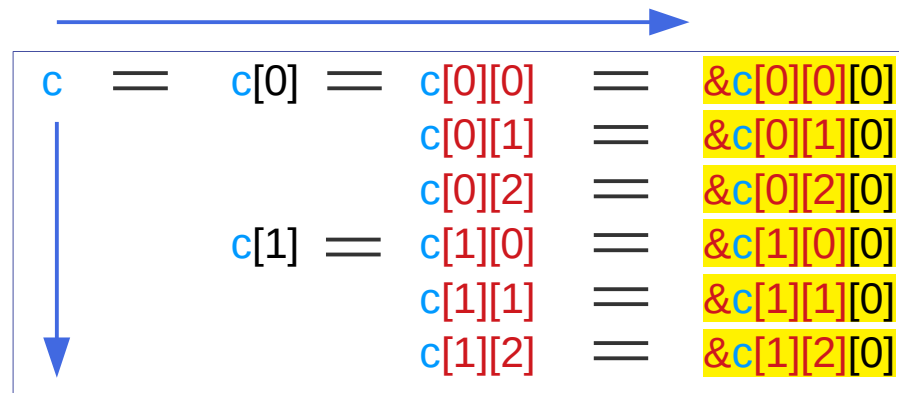 c = c[0] = c[0][0] = &c[0][0][0]
c[0][1] = &c[0][1][0]
c[0][2] = &c[0][2][0]
c[1] = c[1][0] = &c[1][0][0]
c[1][1] = &c[1][1][0]
c[1][2] = &c[1][2][0]